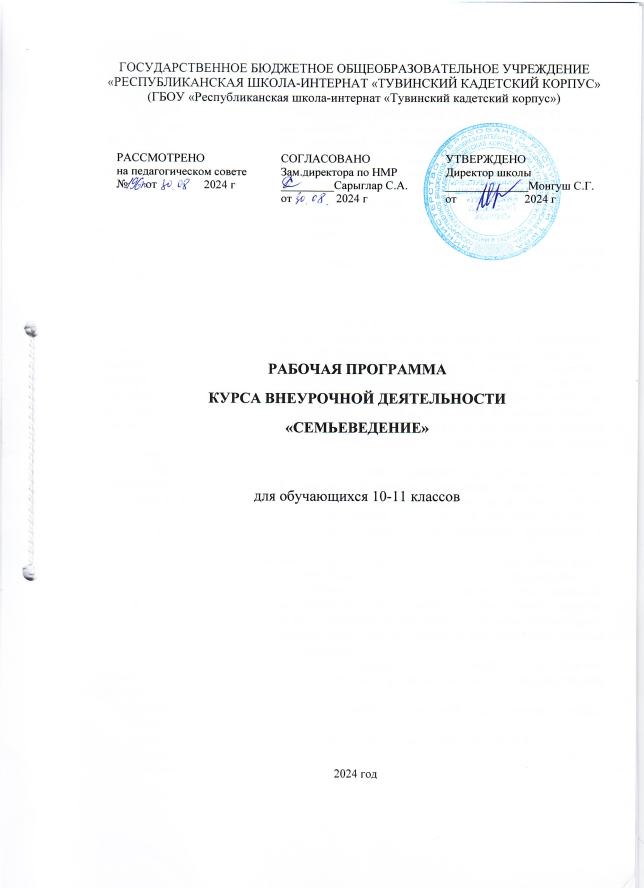 ГОСУДАРСТВЕННОЕ БЮДЖЕТНОЕ ОБЩЕОБРАЗОВАТЕЛЬНОЕ УЧРЕЖДЕНИЕ
«РЕСПУБЛИКАНСКАЯ ШКОЛА-ИНТЕРНАТ «ТУВИНСКИЙ КАДЕТСКИЙ КОРПУС»
(ГБОУ «Республиканская школа-интернат «Тувинский кадетский корпус»)
РАССМОТРЕНО
на педагогическом совете
№ от 30 08 2024 г
СОГЛАСОВАНО
Зам.директора по НМР
Сарыглар С.А.
от 30. 08. 2024 г
УТВЕРЖДЕНО
Директор школы
Монгуш С.Г.
от 2024 г
РАБОЧАЯ ПРОГРАММА
КУРСА ВНЕУРОЧНОЙ ДЕЯТЕЛЬНОСТИ
«СЕМЬЕВЕДЕНИЕ»
для обучающихся 10-11 классов
2024 год